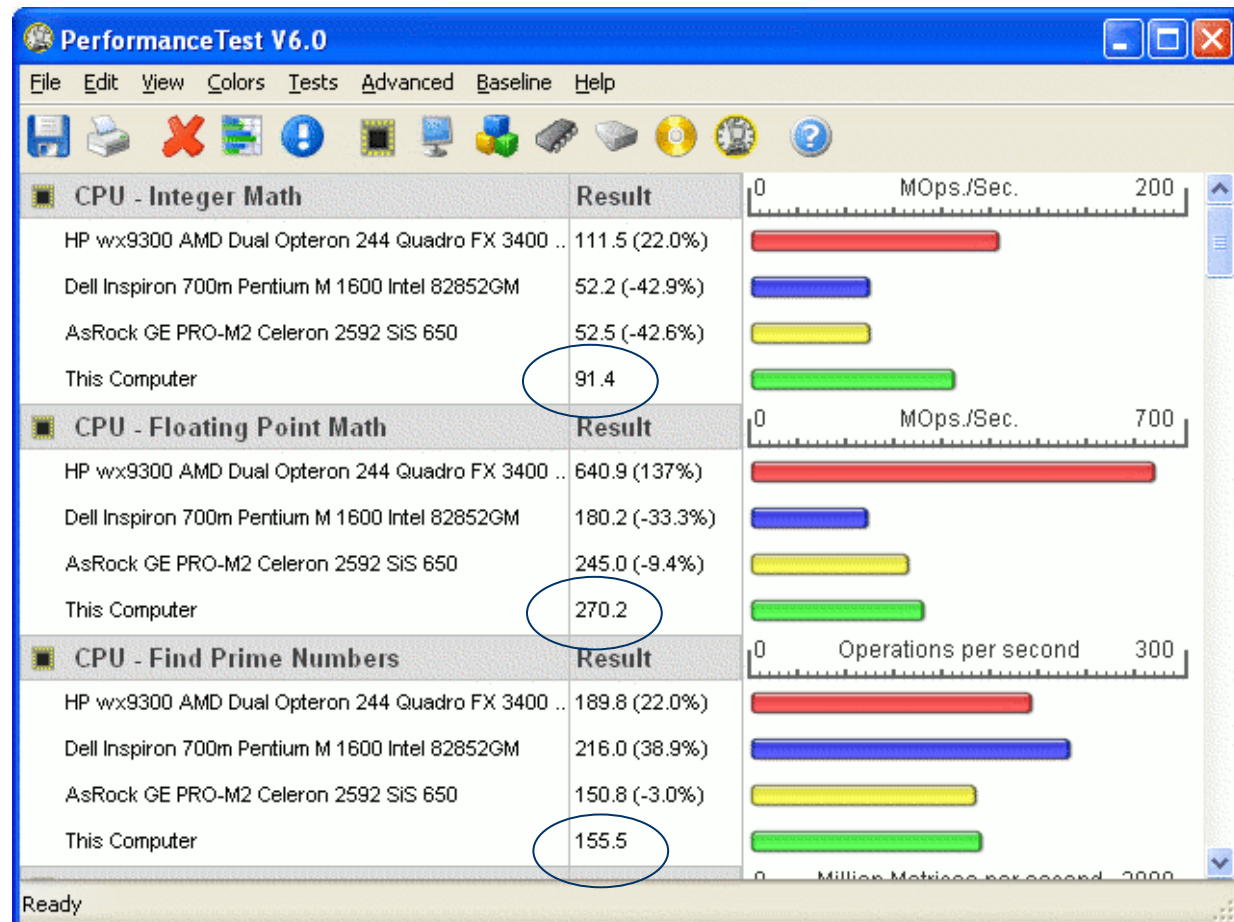 PerformanceTest V6.0
File Edit View Colors Tests Advanced Baseline Help
CPU - Integer Math Result 0 MOps./Sec. 200
HP wx9300 AMD Dual Opteron 244 Quadro FX 3400 .. 111.5 (22.0%)
Dell Inspiron 700m Pentium M 1600 Intel 82852GM 52.2 (-42.9%)
AsRock GE PRO-M2 Celeron 2592 SiS 650 52.5 (-42.6%)
This Computer 91.4
CPU - Floating Point Math Result 0 MOps./Sec. 700
HP wx9300 AMD Dual Opteron 244 Quadro FX 3400 .. 640.9 (137%)
Dell Inspiron 700m Pentium M 1600 Intel 82852GM 180.2 (-33.3%)
AsRock GE PRO-M2 Celeron 2592 SiS 650 245.0 (-9.4%)
This Computer 270.2
CPU - Find Prime Numbers Result 0 Operations per second 300
HP wx9300 AMD Dual Opteron 244 Quadro FX 3400 .. 189.8 (22.0%)
Dell Inspiron 700m Pentium M 1600 Intel 82852GM 216.0 (38.9%)
AsRock GE PRO-M2 Celeron 2592 SiS 650 150.8 (-3.0%)
This Computer 155.5
0 Million Matrices per second 2000
Ready